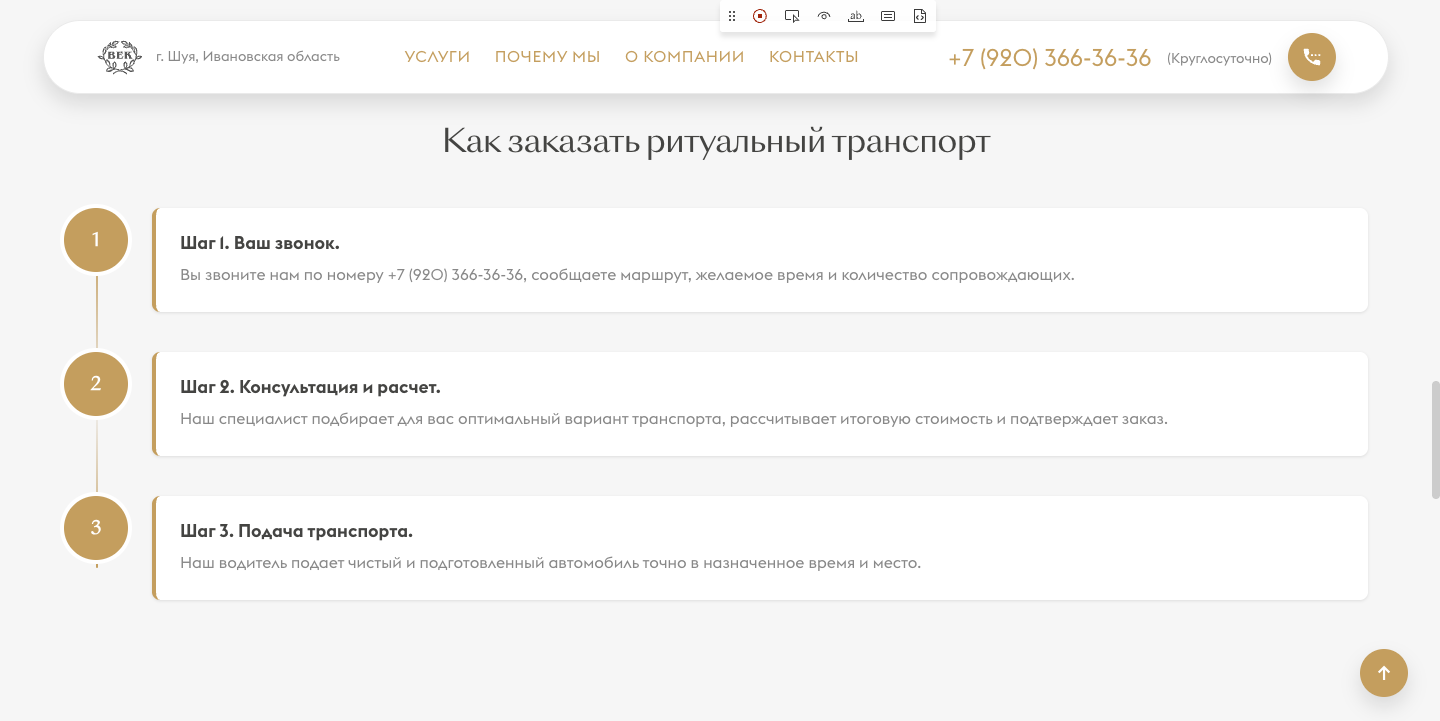 ab
ВЕК
г. Шуя, Ивановская область
УСЛУГИ
ПОЧЕМУ МЫ
О КОМПАНИИ
КОНТАКТЫ
+7 (920) 366-36-36
(Круглосуточно)
Как заказать ритуальный транспорт
1
Шаг 1. Ваш звонок.
Вы звоните нам по номеру +7 (920) 366-36-36, сообщаете маршрут, желаемое время и количество сопровождающих.
2
Шаг 2. Консультация и расчет.
Наш специалист подбирает для вас оптимальный вариант транспорта, рассчитывает итоговую стоимость и подтверждает заказ.
3
Шаг 3. Подача транспорта.
Наш водитель подает чистый и подготовленный автомобиль точно в назначенное время и место.